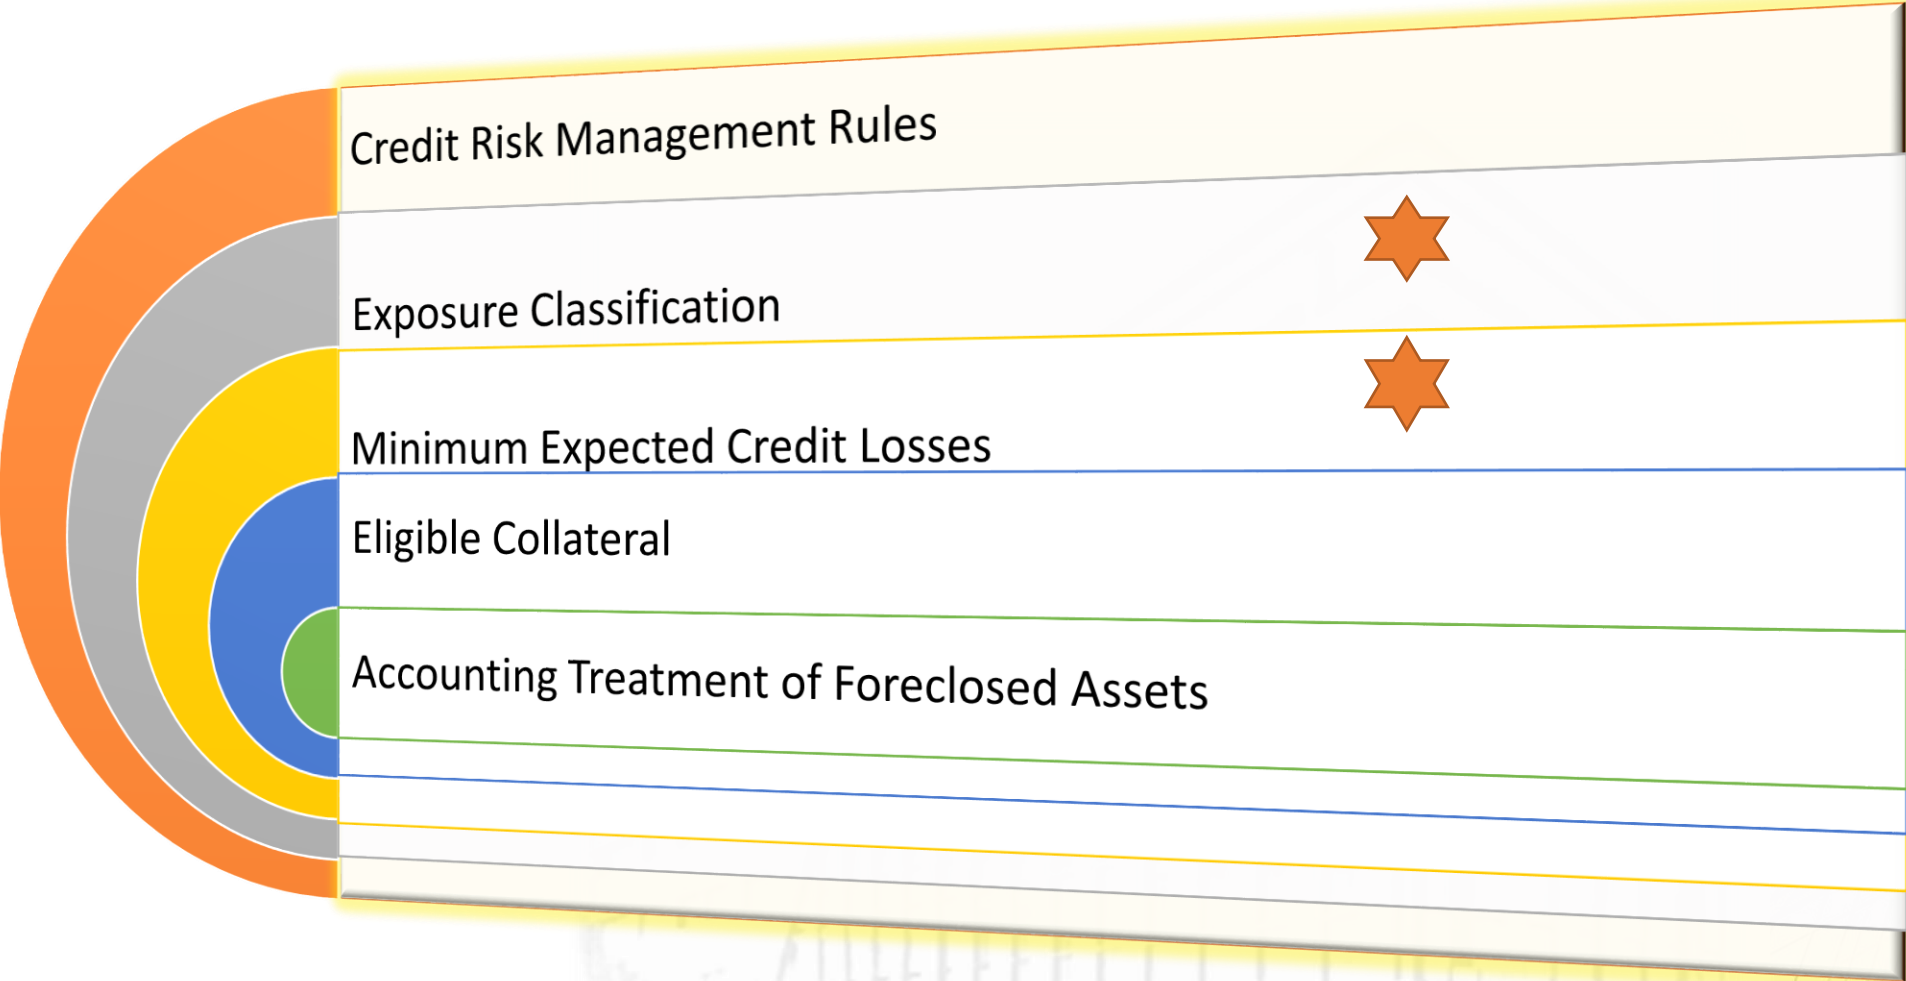 Credit Risk Management Rules
Exposure Classification
Minimum Expected Credit Losses
Eligible Collateral
Accounting Treatment of Foreclosed Assets